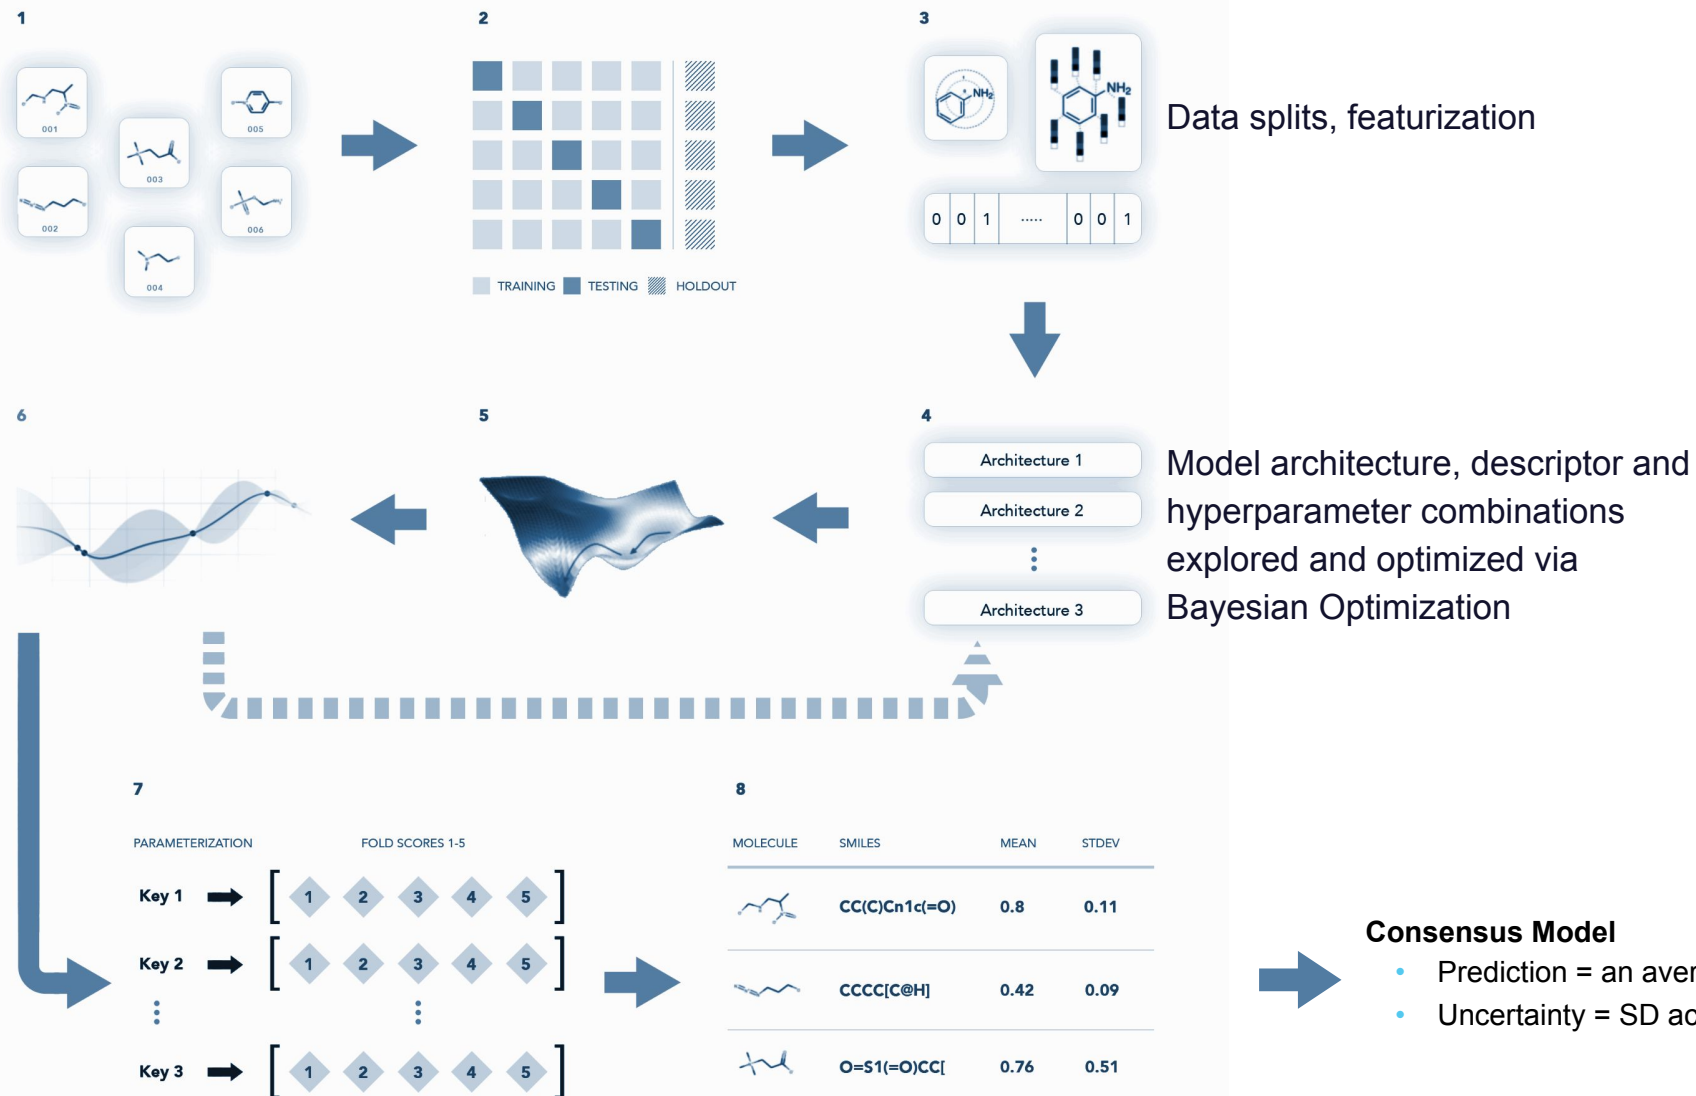 1
2
3
001
005
003
002
006
004
TRAINING
TESTING
HOLDOUT
NH₂
NH₂
0 0 1 ..... 0 0 1
Data splits, featurization
6
5
4
Architecture 1
Architecture 2
Architecture 3
Model architecture, descriptor and
hyperparameter combinations
explored and optimized via
Bayesian Optimization
7
PARAMETERIZATION FOLD SCORES 1-5
Key 1 [ 1 2 3 4 5 ]
Key 2 [ 1 2 3 4 5 ]
Key 3 [ 1 2 3 4 5 ]
8
MOLECULE SMILES MEAN STDEV
CC(C)Cn1c(=O) 0.8 0.11
CCCC[C@H] 0.42 0.09
O=S1(=O)CC[ 0.76 0.51
Consensus Model
• Prediction = an aver
• Uncertainty = SD ac